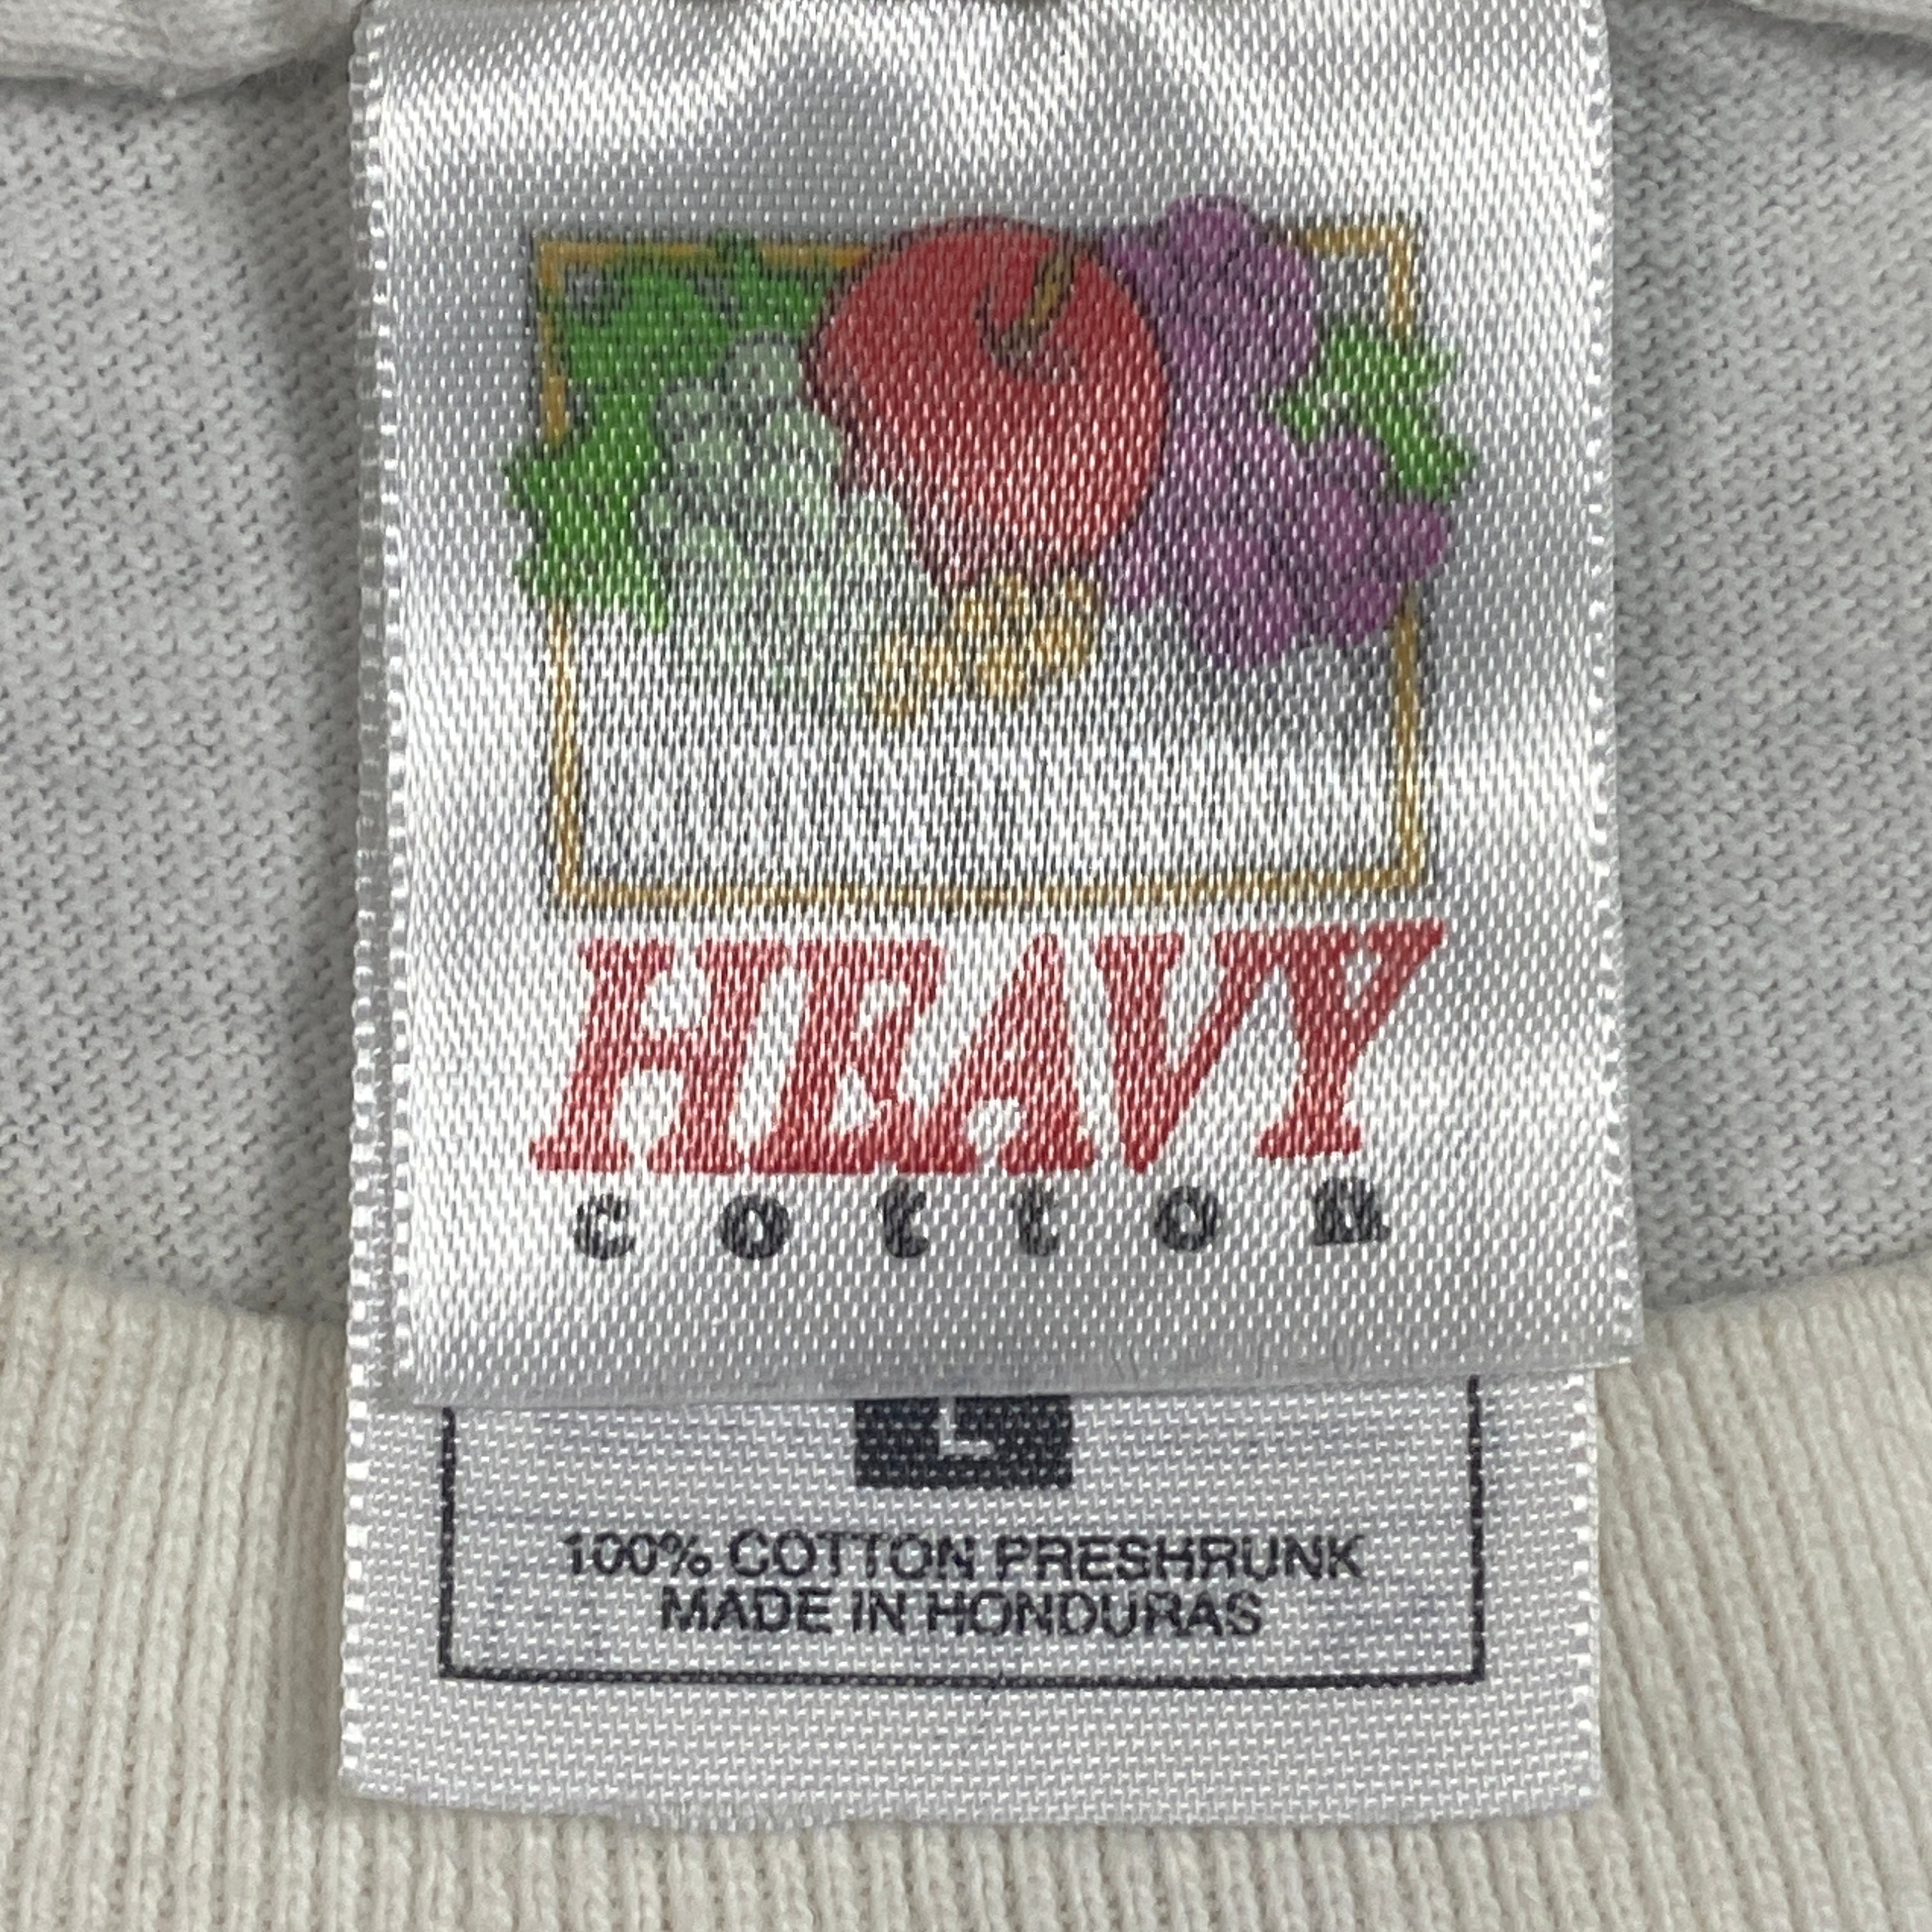 HEAVY
cotton
L
100% COTTON PRESHRUNK
MADE IN HONDURAS